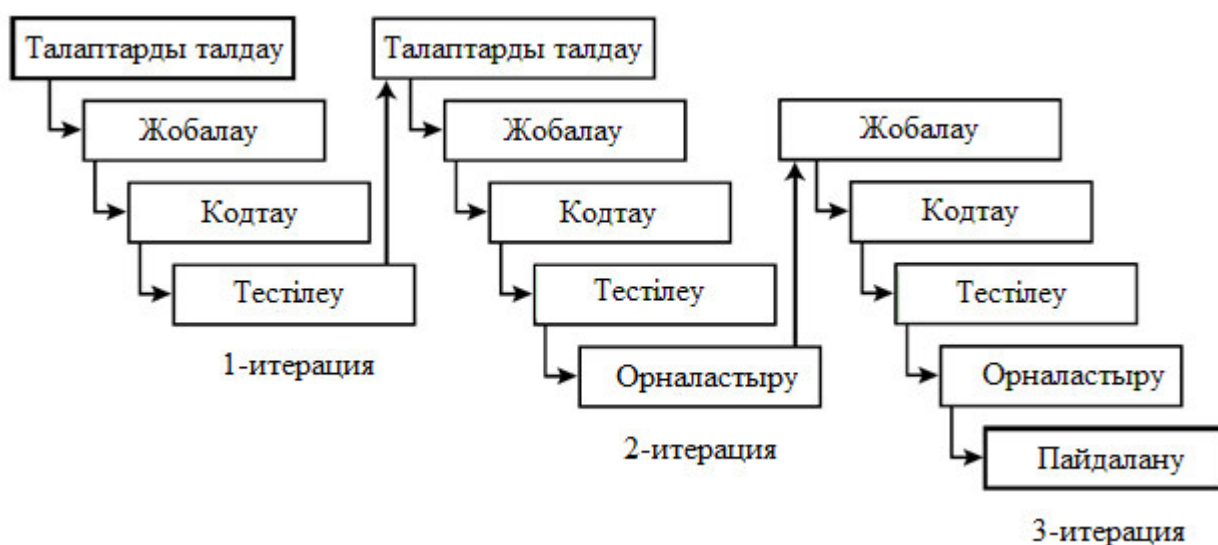 Талаптарды талдау
Жобалау
Кодтау
Тестілеу
1-итерация
Талаптарды талдау
Жобалау
Кодтау
Тестілеу
Орналастыру
2-итерация
Жобалау
Кодтау
Тестілеу
Орналастыру
Пайдалану
3-итерация